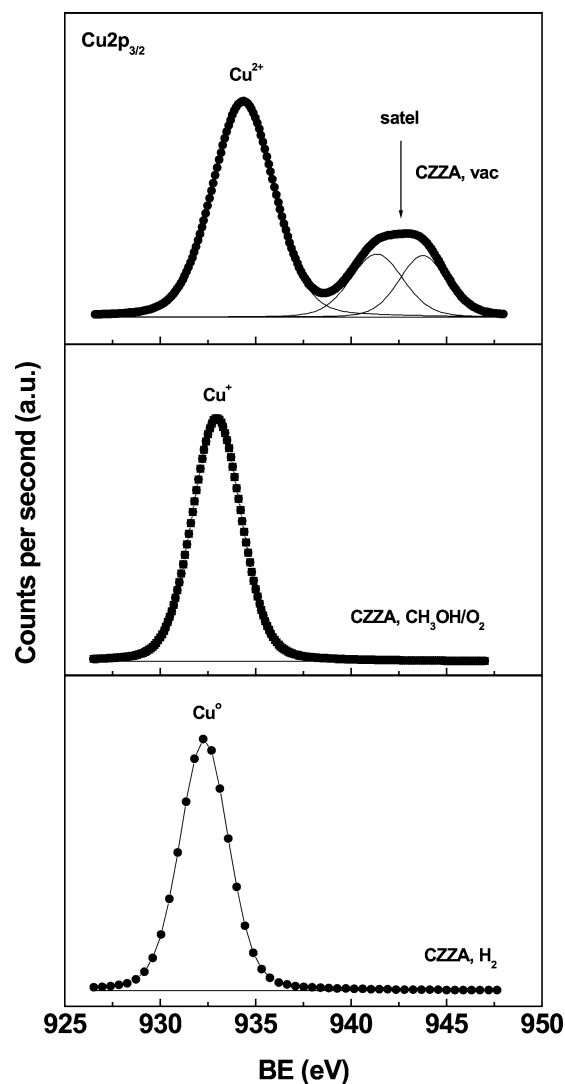 Cu2p3/2
Cu2+
satel
CZZA, vac
Cu+
CZZA, CH3OH/O2
Cuo
CZZA, H2
Counts per second (a.u.)
925 930 935 940 945 950
BE (eV)